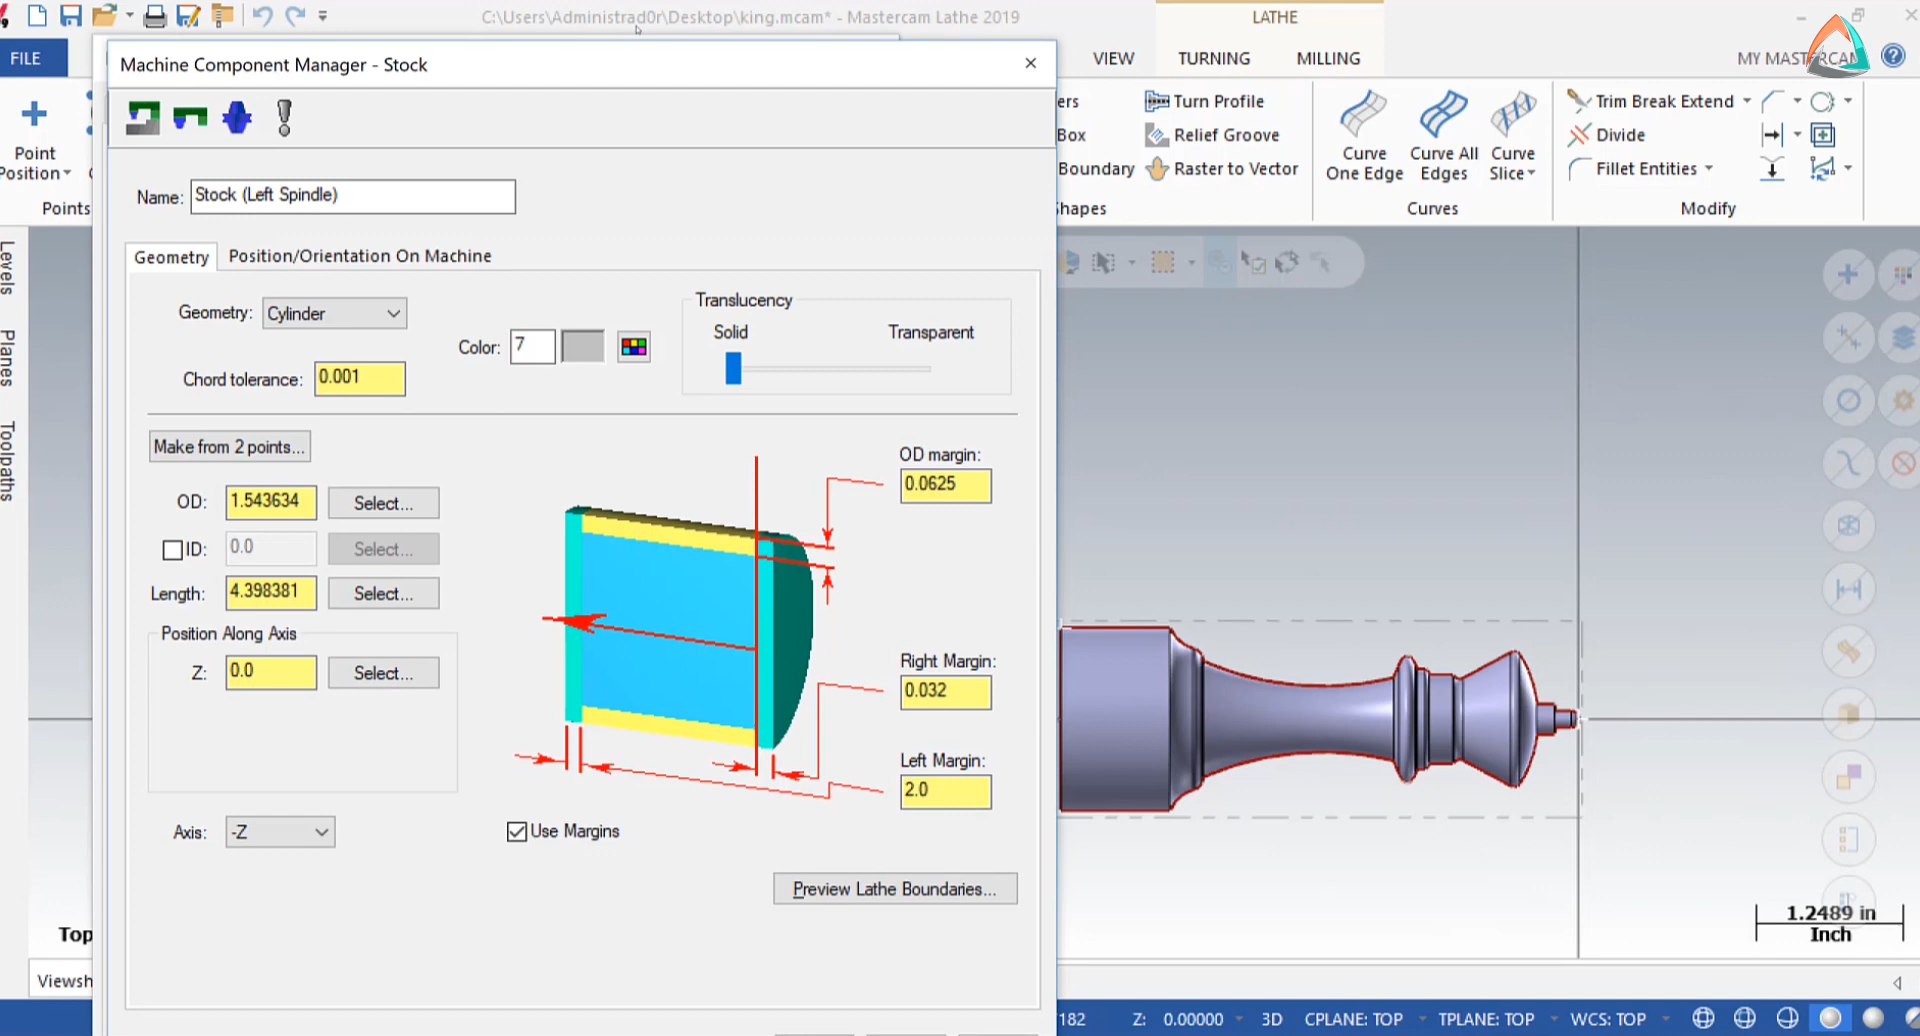 C:\Users\Administrad0r\Desktop\king.mcam* - Mastercam Lathe 2019
LATHE
FILE
VIEW
TURNING
MILLING
MY MASTERCAM
Machine Component Manager - Stock
Point
Position
Points
ers
Box
Boundary
Shapes
Turn Profile
Relief Groove
Raster to Vector
Curve
One Edge
Curve All
Edges
Curve
Slice
Curves
Trim Break Extend
Divide
Fillet Entities
Modify
Levels
Planes
Toolpaths
Name:
Stock (Left Spindle)
Geometry
Position/Orientation On Machine
Geometry:
Cylinder
Chord tolerance:
0.001
Color:
7
Translucency
Solid
Transparent
Make from 2 points...
OD:
1.543634
Select...
ID:
0.0
Select...
Length:
4.398381
Select...
Position Along Axis
Z:
0.0
Select...
Axis:
-Z
OD margin:
0.0625
Right Margin:
0.032
Left Margin:
2.0
Use Margins
Preview Lathe Boundaries...
Top
Viewsh
1.2489 in
Inch
182
Z:
0.00000
3D
CPLANE: TOP
TPLANE: TOP
WCS: TOP